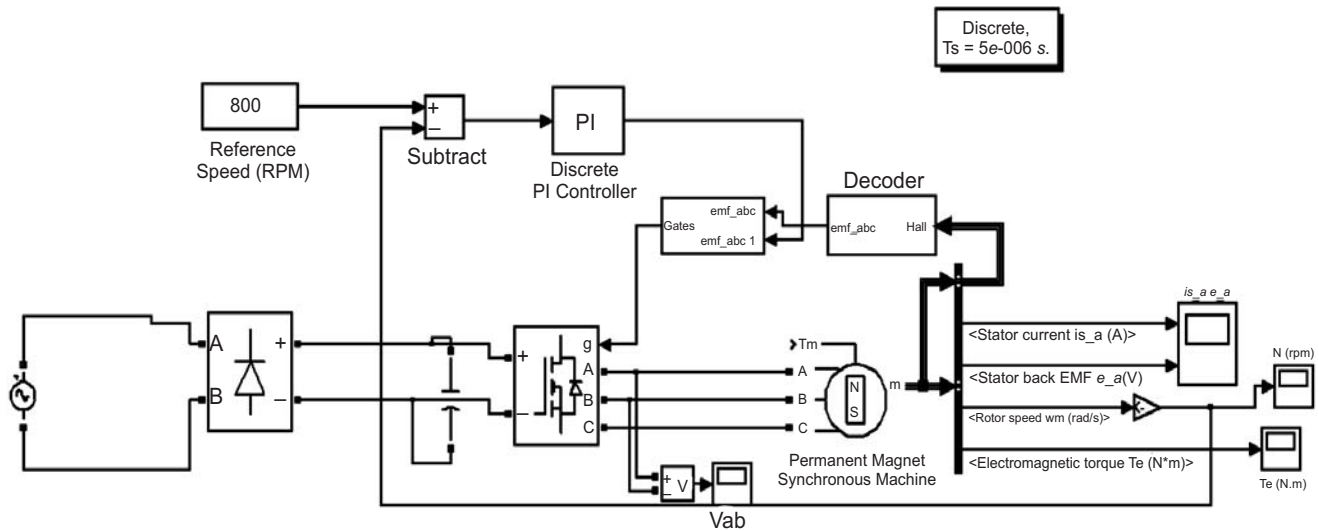 Discrete,
Ts = 5e-006 s.
800
Reference
Speed (RPM)
+
−
Subtract
PI
Discrete
PI Controller
Decoder
Gates
emf_abc
emf_abc 1
emf_abc
Hall
A
B
+
−
+
−
g
A
B
C
Tm
A
B
C
N
S
m
Permanent Magnet
Synchronous Machine
+
−
V
Vab
is_a e_a
<Stator current is_a (A)>
<Stator back EMF e_a(V)
<Rotor speed wm (rad/s)>
<Electromagnetic torque Te (N*m)>
N (rpm)
Te (N.m)